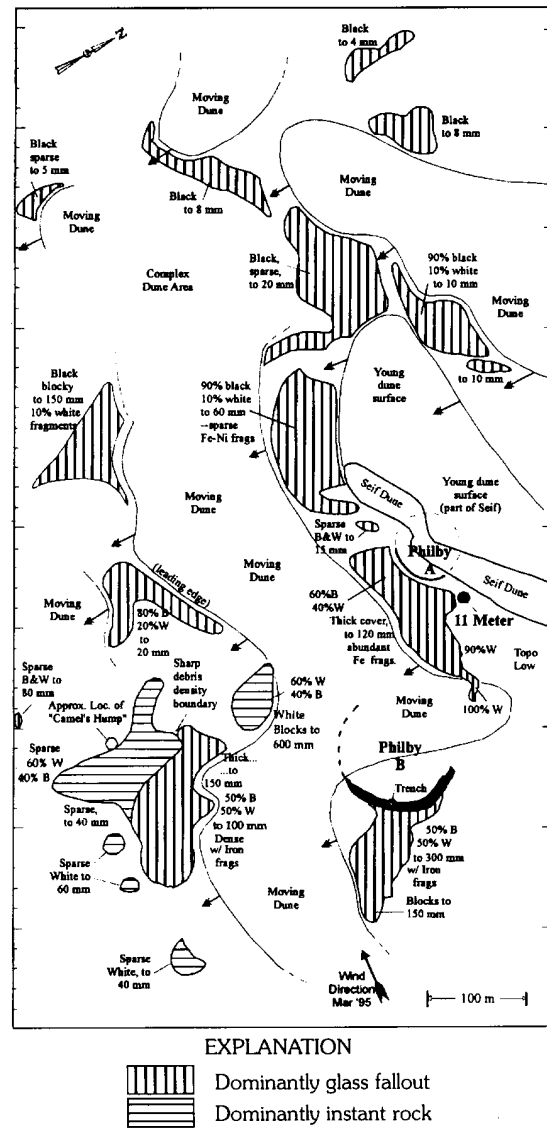 Z
Black
to 4 mm
Moving
Dune
Black
to 8 mm
Black
sparse
to 5 mm
Moving
Dune
Black
to 8 mm
Moving
Dune
Complex
Dune Area
Black,
sparse,
to 20 mm
90% black
10% white
to 10 mm
Moving
Dune
to 10 mm
Black
blocky
to 150 mm
10% white
fragments
90% black
10% white
to 60 mm
--sparse
Fe-Ni frags
Young
dune
surface
Moving
Dune
Seif Dune
Young dune
surface
(part of Seif)
Sparse
B&W to
15 mm
Philby
A
Seif Dune
Moving
Dune
(leading edge)
Moving
Dune
60%B
40%W
Thick cover,
to 120 mm
abundant
Fe frags.
11 Meter
90%W
Topo
Low
100% W
80% B
20%W
to
20 mm
Sparse
B&W to
80 mm
Approx. Loc. of
"Camel's Hump"
Sharp
debris
density
boundary
60% W
40% B
White
Blocks to
600 mm
Moving
Dune
Philby
B
Trench
Sparse
60% W
40% B
Thick...
...to
150 mm
50% B
50% W
to 100 mm
Dense
w/ Iron
frags
Sparse,
to 40 mm
50% B
50% W
to 300 mm
w/ Iron
frags
Blocks to
150 mm
Sparse
White to
60 mm
Moving
Dune
Sparse
White, to
40 mm
Wind
Direction
Mar '95
100 m
EXPLANATION
Dominantly glass fallout
Dominantly instant rock